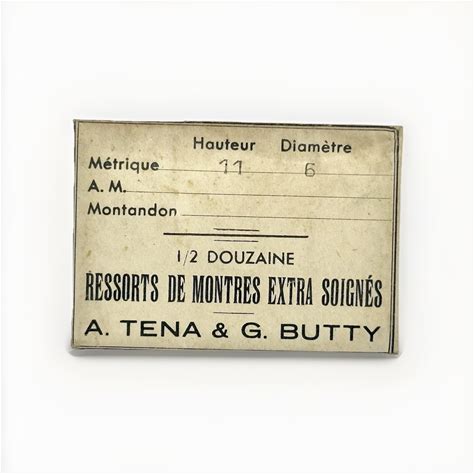 Hauteur Diamètre
Métrique 11 6
A. M.
Montandon
1/2 DOUZAINE
RESSORTS DE MONTRES EXTRA SOIGNÉS
A. TENA & G. BUTTY